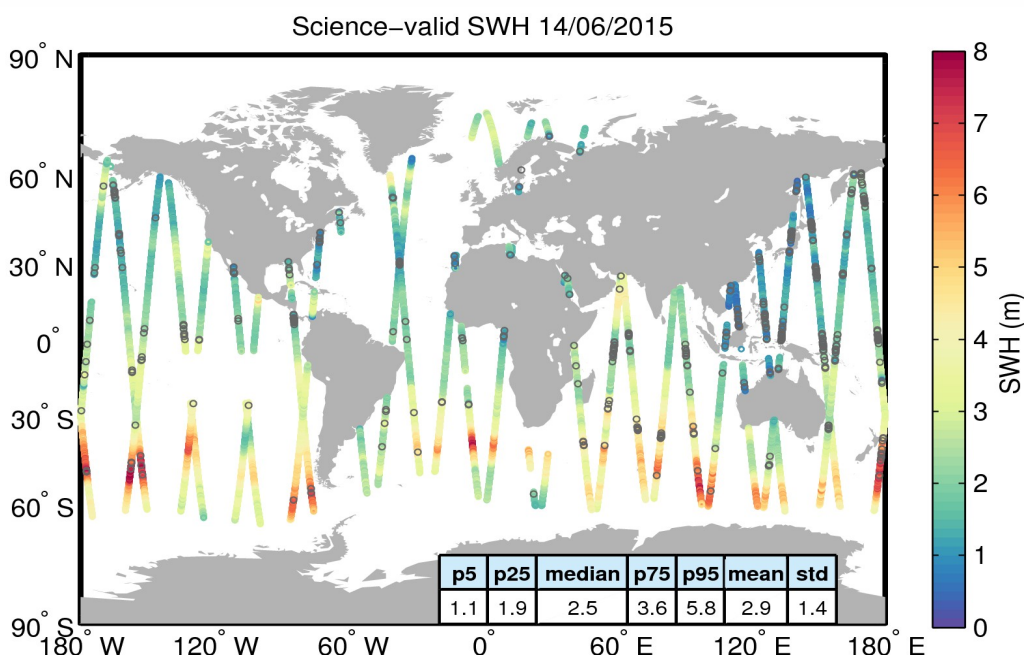 Science−valid SWH 14/06/2015
90° N
60° N
30° N
0°
30° S
60° S
90° S
180° W 120° W 60° W 0° 60° E 120° E 180° E
p5 p25 median p75 p95 mean std
1.1 1.9 2.5 3.6 5.8 2.9 1.4
8
7
6
5
4
3
2
1
0
SWH (m)